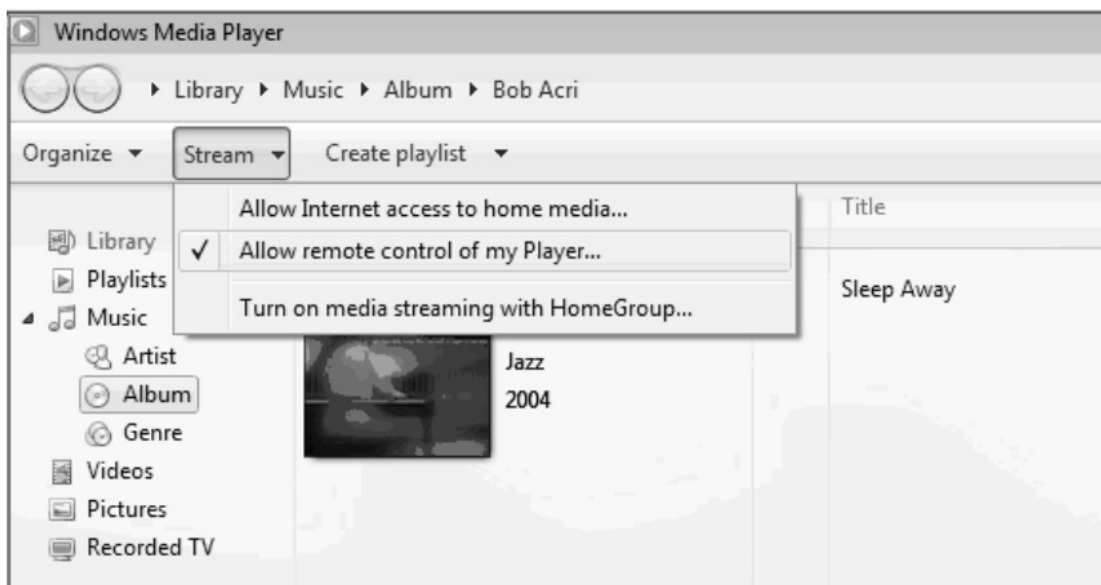 Windows Media Player
Library Music Album Bob Acri
Organize Stream Create playlist
Allow Internet access to home media...
Allow remote control of my Player...
Turn on media streaming with HomeGroup...
Title
Sleep Away
Library
Playlists
Music
Artist
Album
Genre
Videos
Pictures
Recorded TV
Jazz
2004